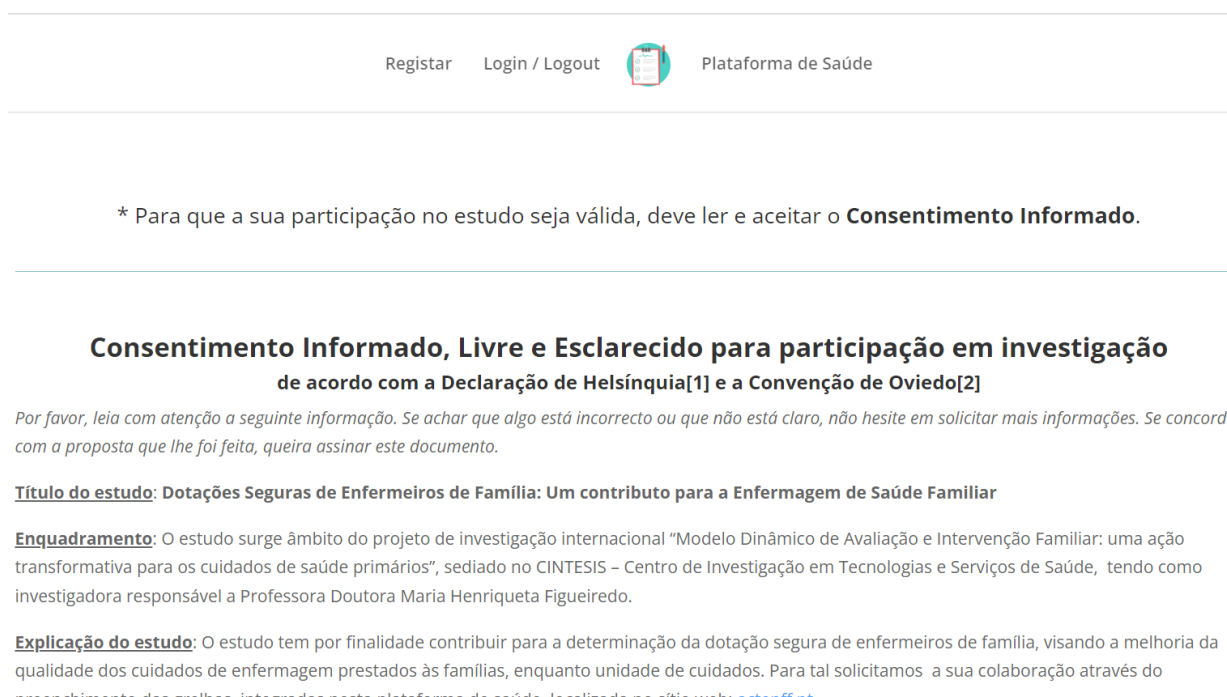 Registar Login / Logout Plataforma de Saúde
* Para que a sua participação no estudo seja válida, deve ler e aceitar o Consentimento Informado.
Consentimento Informado, Livre e Esclarecido para participação em investigação
de acordo com a Declaração de Helsínquia[1] e a Convenção de Oviedo[2]
Por favor, leia com atenção a seguinte informação. Se achar que algo está incorrecto ou que não está claro, não hesite em solicitar mais informações. Se concord
com a proposta que lhe foi feita, queira assinar este documento.
Título do estudo: Dotações Seguras de Enfermeiros de Família: Um contributo para a Enfermagem de Saúde Familiar
Enquadramento: O estudo surge âmbito do projeto de investigação internacional “Modelo Dinâmico de Avaliação e Intervenção Familiar: uma ação
transformativa para os cuidados de saúde primários”, sediado no CINTESIS – Centro de Investigação em Tecnologias e Serviços de Saúde, tendo como
investigadora responsável a Professora Doutora Maria Henriqueta Figueiredo.
Explicação do estudo: O estudo tem por finalidade contribuir para a determinação da dotação segura de enfermeiros de família, visando a melhoria da
qualidade dos cuidados de enfermagem prestados às famílias, enquanto unidade de cuidados. Para tal solicitamos a sua colaboração através do